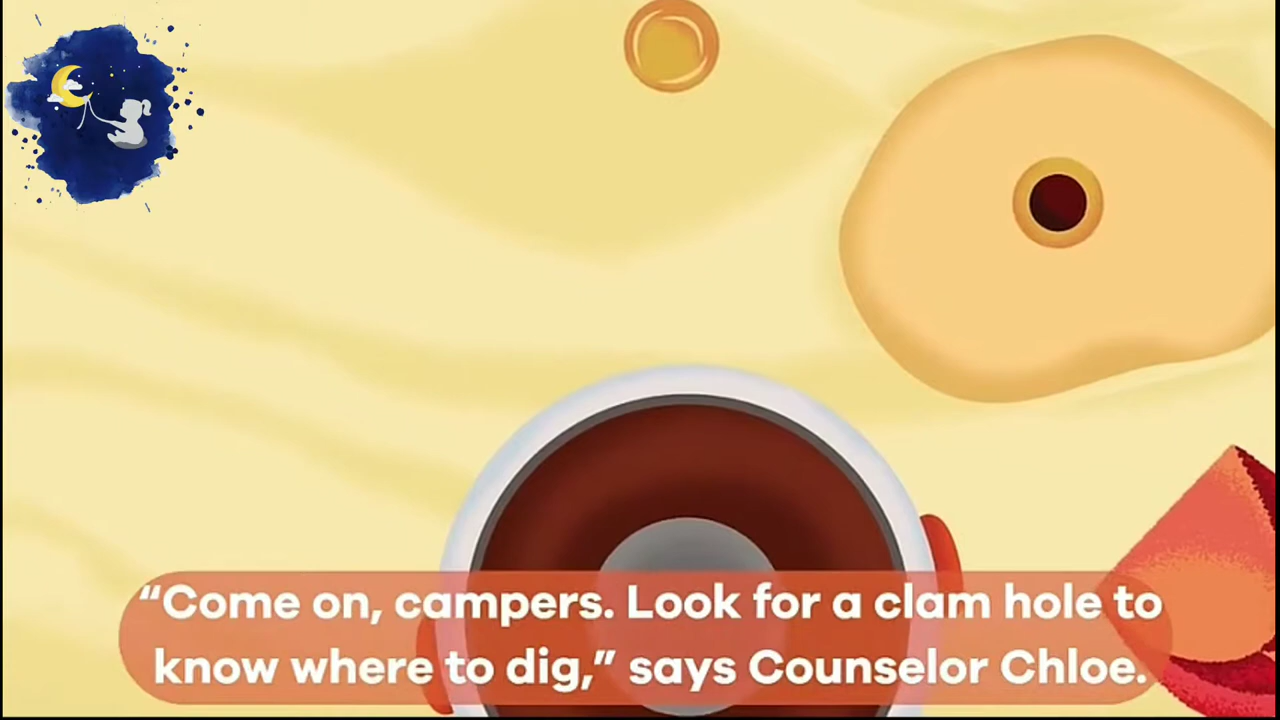 “Come on, campers. Look for a clam hole to
know where to dig,” says Counselor Chloe.